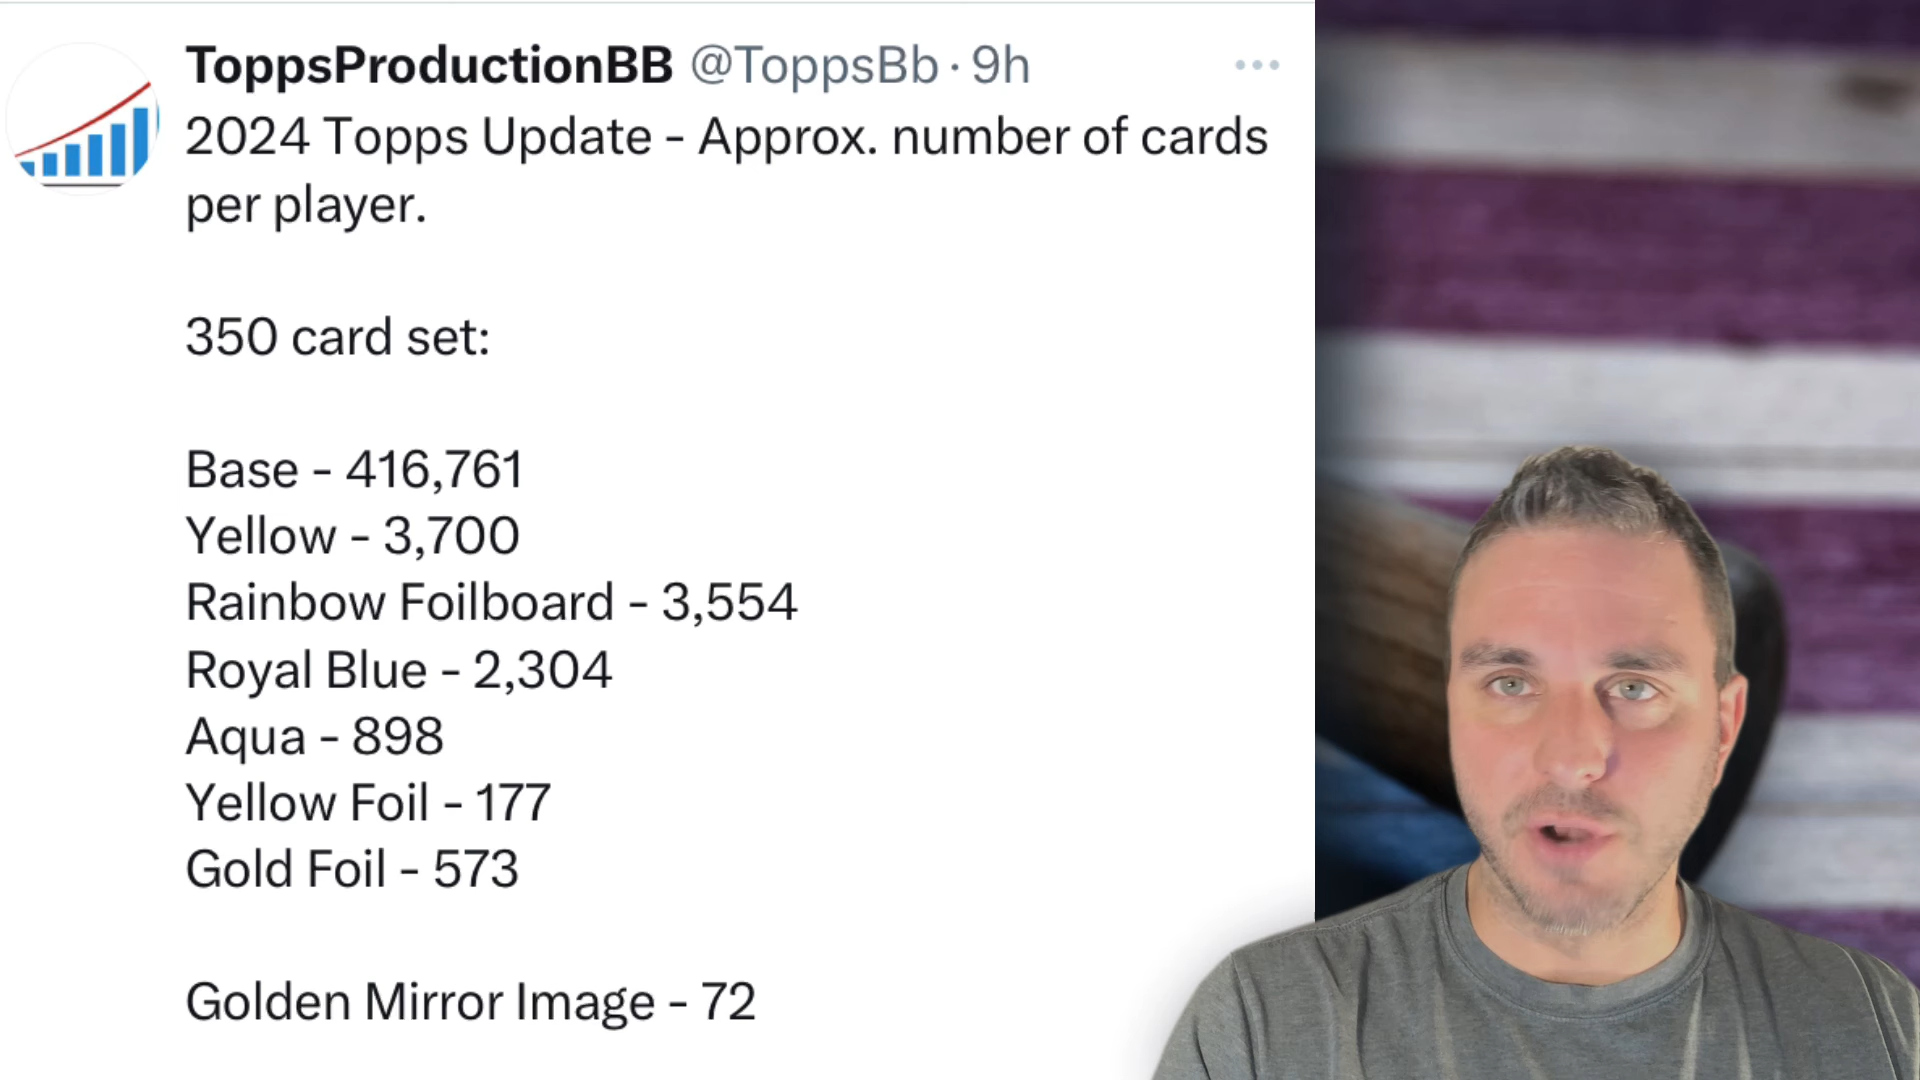 ToppsProductionBB @ToppsBb · 9h
2024 Topps Update - Approx. number of cards
per player.
350 card set:
Base - 416,761
Yellow - 3,700
Rainbow Foilboard - 3,554
Royal Blue - 2,304
Aqua - 898
Yellow Foil - 177
Gold Foil - 573
Golden Mirror Image - 72